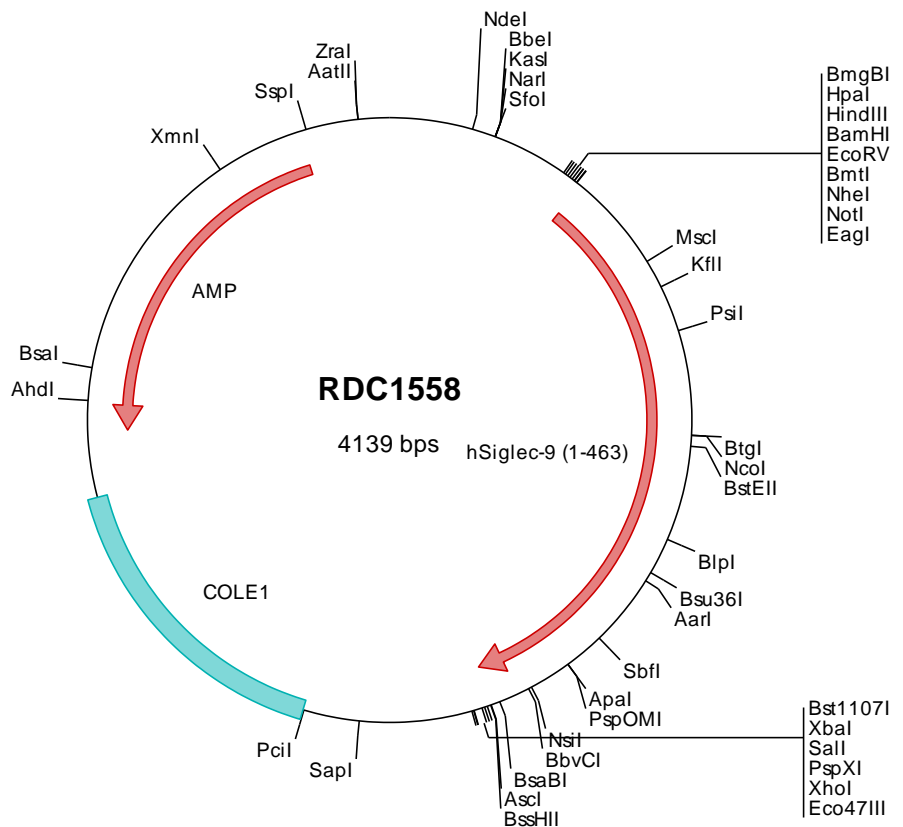 NdeI
BbeI
KasI
NarI
SfoI
ZraI
AatII
SspI
XmnI
BmgBI
HpaI
HindIII
BamHI
EcoRV
BmtI
NheI
NotI
EagI
MscI
KflI
PsiI
AMP
BsaI
AhdI
RDC1558
4139 bps
hSiglec-9 (1-463)
BtgI
NcoI
BstEII
BlpI
Bsu36I
AarI
COLE1
SbfI
ApaI
PspOMI
NsiI
BbvCI
BsaBI
AscI
BssHII
PciI
SapI
Bst1107I
XbaI
SalI
PspXI
XhoI
Eco47III